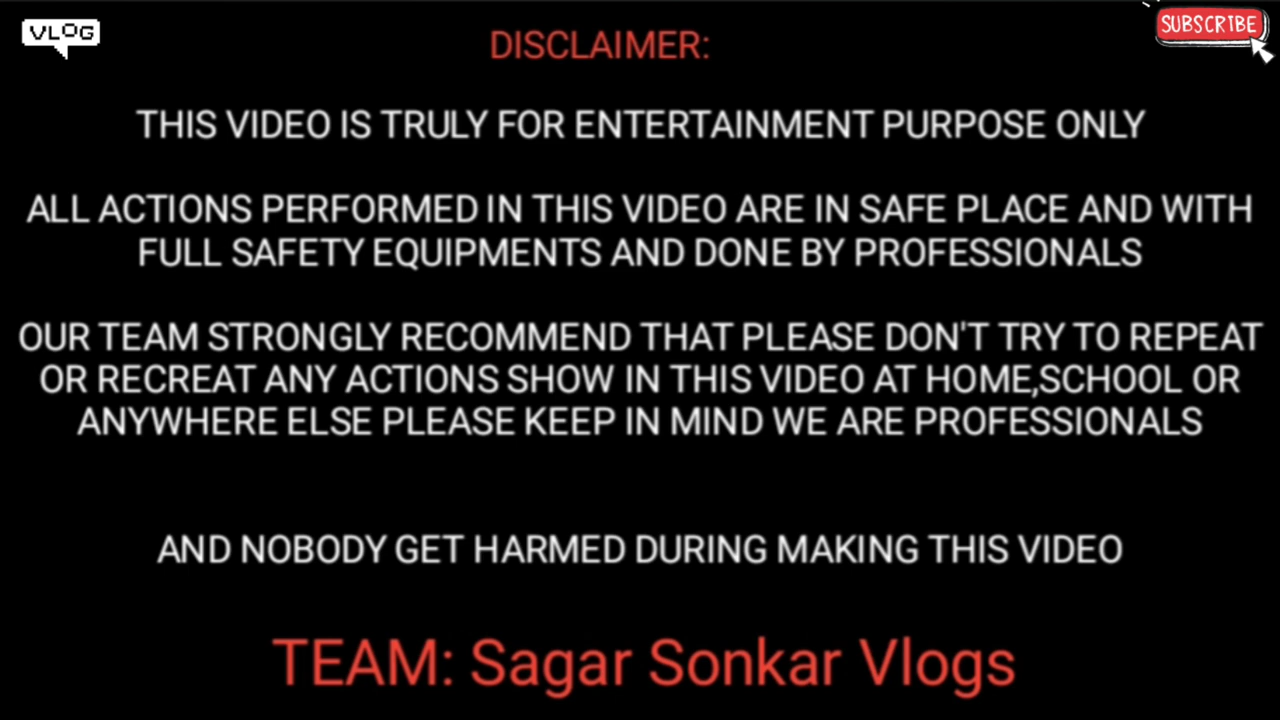 VLOG
SUBSCRIBE
DISCLAIMER:
THIS VIDEO IS TRULY FOR ENTERTAINMENT PURPOSE ONLY
ALL ACTIONS PERFORMED IN THIS VIDEO ARE IN SAFE PLACE AND WITH
FULL SAFETY EQUIPMENTS AND DONE BY PROFESSIONALS
OUR TEAM STRONGLY RECOMMEND THAT PLEASE DON'T TRY TO REPEAT
OR RECREAT ANY ACTIONS SHOW IN THIS VIDEO AT HOME,SCHOOL OR
ANYWHERE ELSE PLEASE KEEP IN MIND WE ARE PROFESSIONALS
AND NOBODY GET HARMED DURING MAKING THIS VIDEO
TEAM: Sagar Sonkar Vlogs